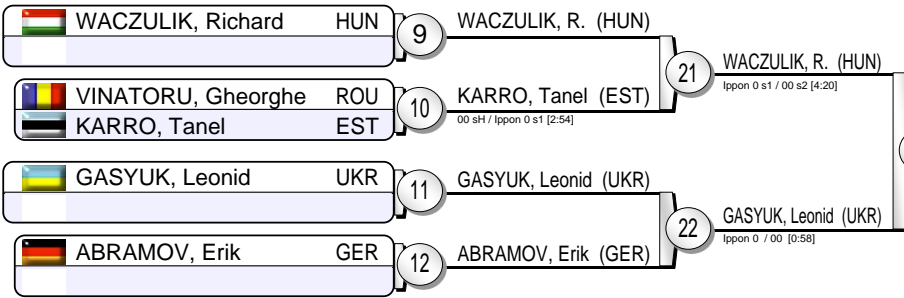 WACZULIK, Richard HUN
9
WACZULIK, R. (HUN)
21
WACZULIK, R. (HUN)
Ippon 0 s1 / 00 s2 [4:20]
VINATORU, Gheorghe ROU
KARRO, Tanel EST
10
KARRO, Tanel (EST)
00 sH / Ippon 0 s1 [2:54]
GASYUK, Leonid UKR
11
GASYUK, Leonid (UKR)
22
GASYUK, Leonid (UKR)
Ippon 0 / 00 [0:58]
ABRAMOV, Erik GER
12
ABRAMOV, Erik (GER)